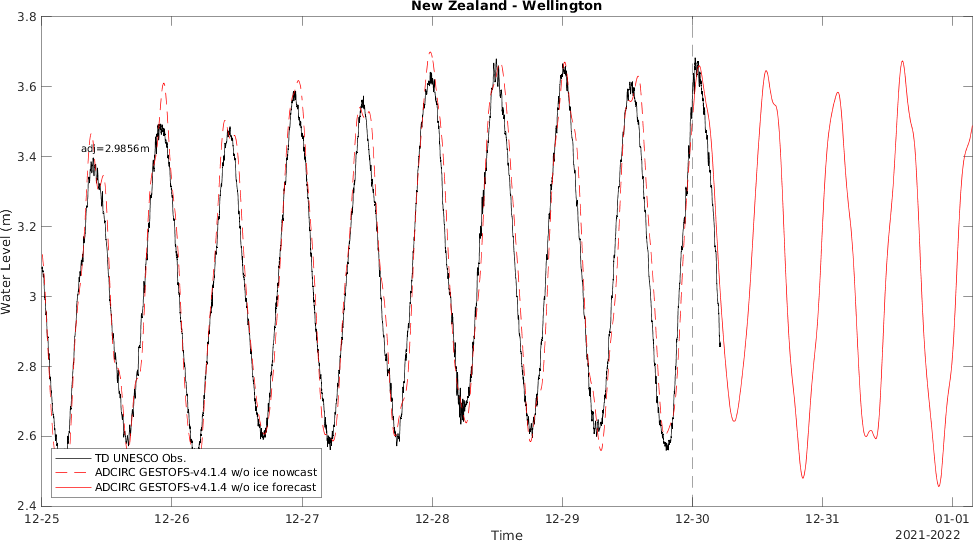 New Zealand - Wellington
3.8
3.6
3.4
3.2
3
2.8
2.6
2.4
Water Level (m)
adj=2.9856m
TD UNESCO Obs.
ADCIRC GESTOFS-v4.1.4 w/o ice nowcast
ADCIRC GESTOFS-v4.1.4 w/o ice forecast
12-25
12-26
12-27
12-28
12-29
12-30
12-31
01-01
Time
2021-2022